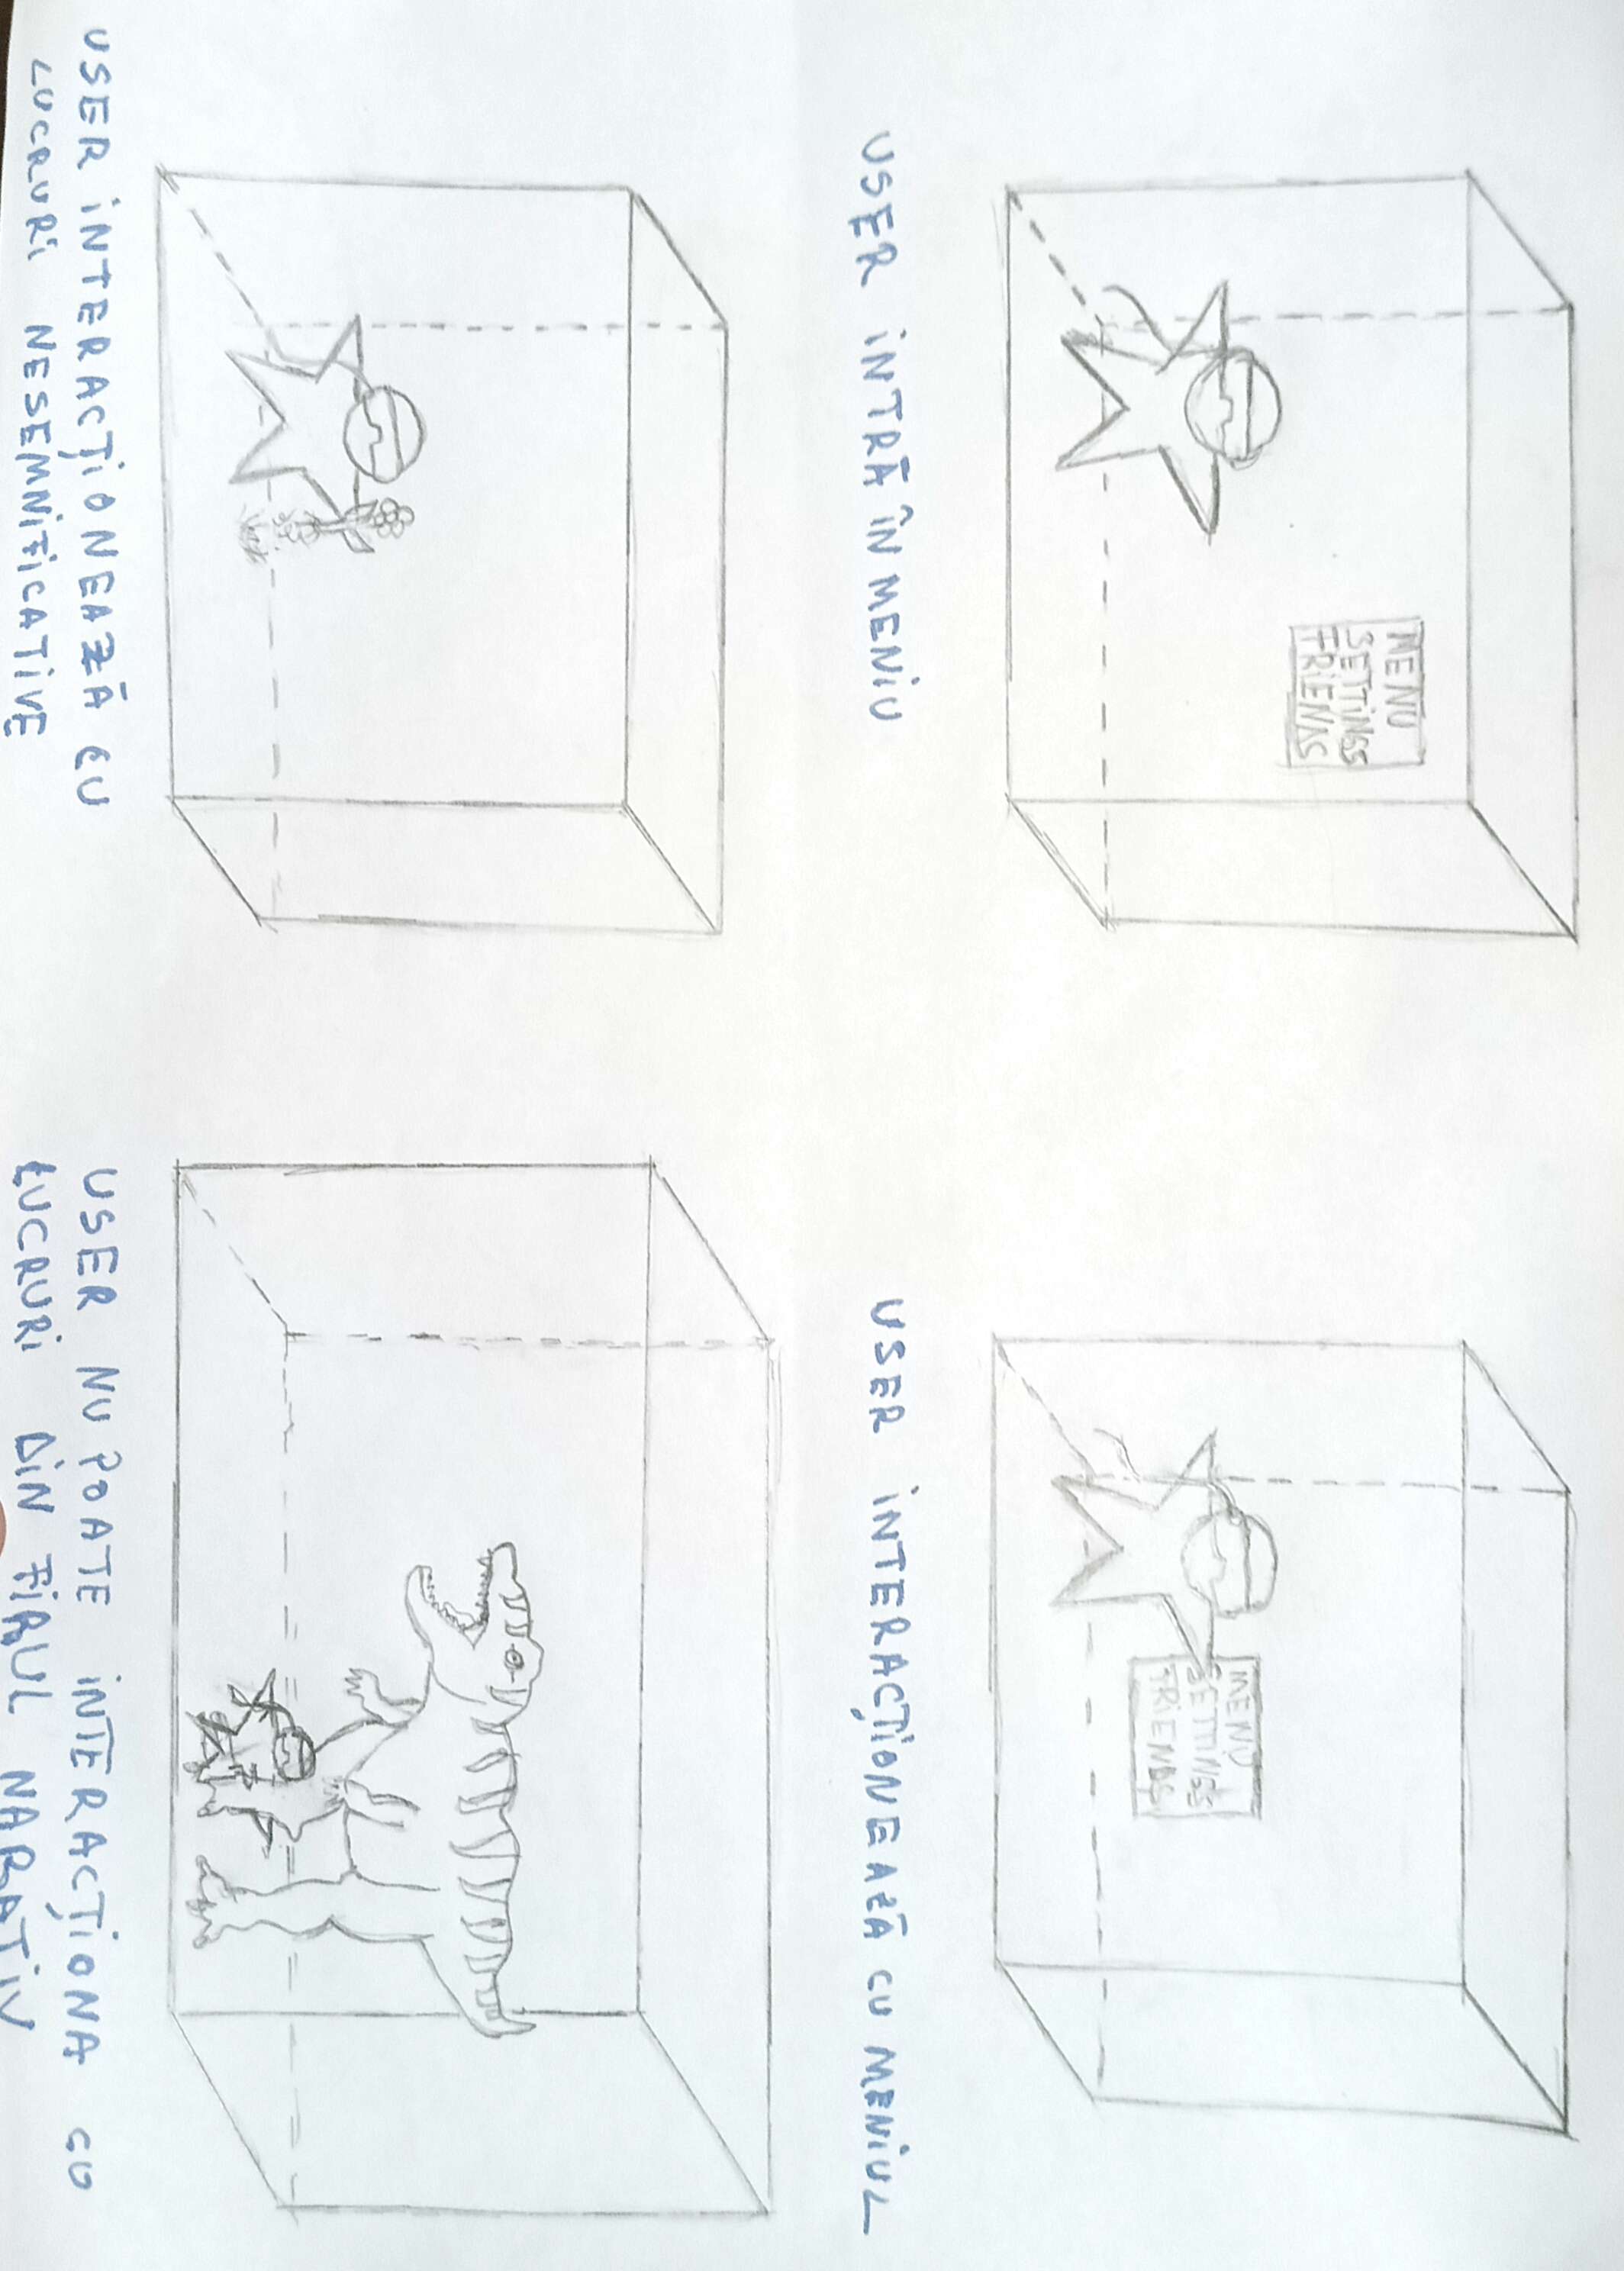 MENU
SETTINGS
FRIENDS
USER INTRĂ ÎN MENIU
MENU
SETTINGS
FRIENDS
USER INTERACȚIONEAZĂ CU MENIUL
USER INTERACȚIONEAZĂ CU
LUCRURI NESEMNIFICATIVE
USER NU POATE INTERACȚIONA CU
LUCRURI DIN FIRUL NARATIV